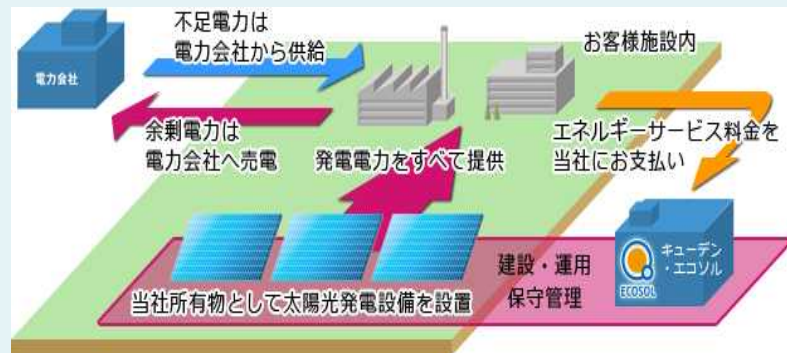 不足電力は
電力会社から供給
電力会社
お客様施設内
余剰電力は
電力会社へ売電
発電電力をすべて提供
エネルギーサービス料金を
当社にお支払い
建設・運用
保守管理
キューデン
・エコソル
ECOSOL
当社所有物として太陽光発電設備を設置